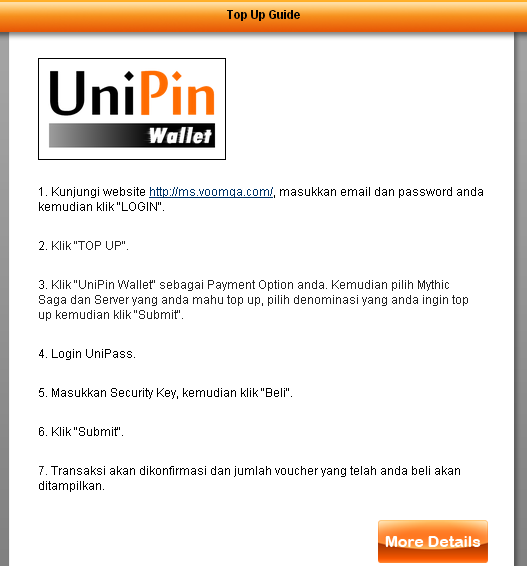 Top Up Guide
UniPin
Wallet
1. Kunjungi website http://ms.voomga.com/, masukkan email dan password anda
kemudian klik "LOGIN".
2. Klik "TOP UP".
3. Klik "UniPin Wallet" sebagai Payment Option anda. Kemudian pilih Mythic
Saga dan Server yang anda mahu top up, pilih denominasi yang anda ingin top
up kemudian klik "Submit".
4. Login UniPass.
5. Masukkan Security Key, kemudian klik "Beli".
6. Klik "Submit".
7. Transaksi akan dikonfirmasi dan jumlah voucher yang telah anda beli akan
ditampilkan.
More Details